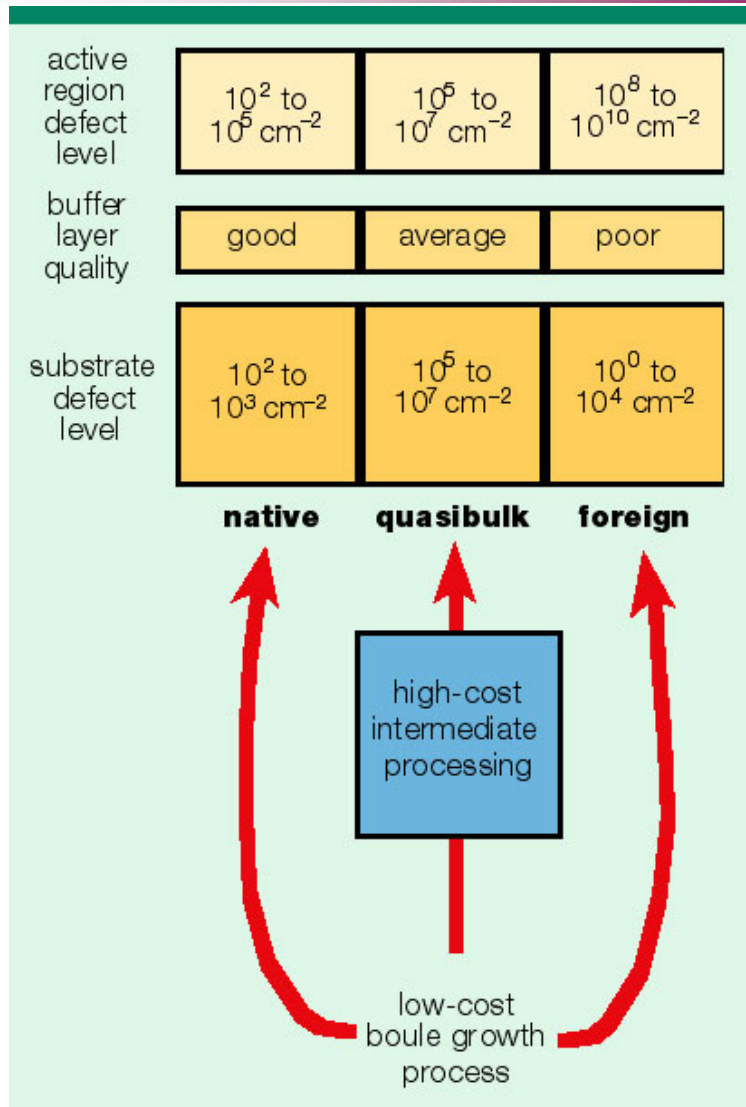 active
region
defect
level
10² to
10⁵ cm⁻²
10⁵ to
10⁷ cm⁻²
10⁸ to
10¹⁰ cm⁻²
buffer
layer
quality
good
average
poor
substrate
defect
level
10² to
10³ cm⁻²
10⁵ to
10⁷ cm⁻²
10⁰ to
10⁴ cm⁻²
native
quasibulk
foreign
high-cost
intermediate
processing
low-cost
boule growth
process